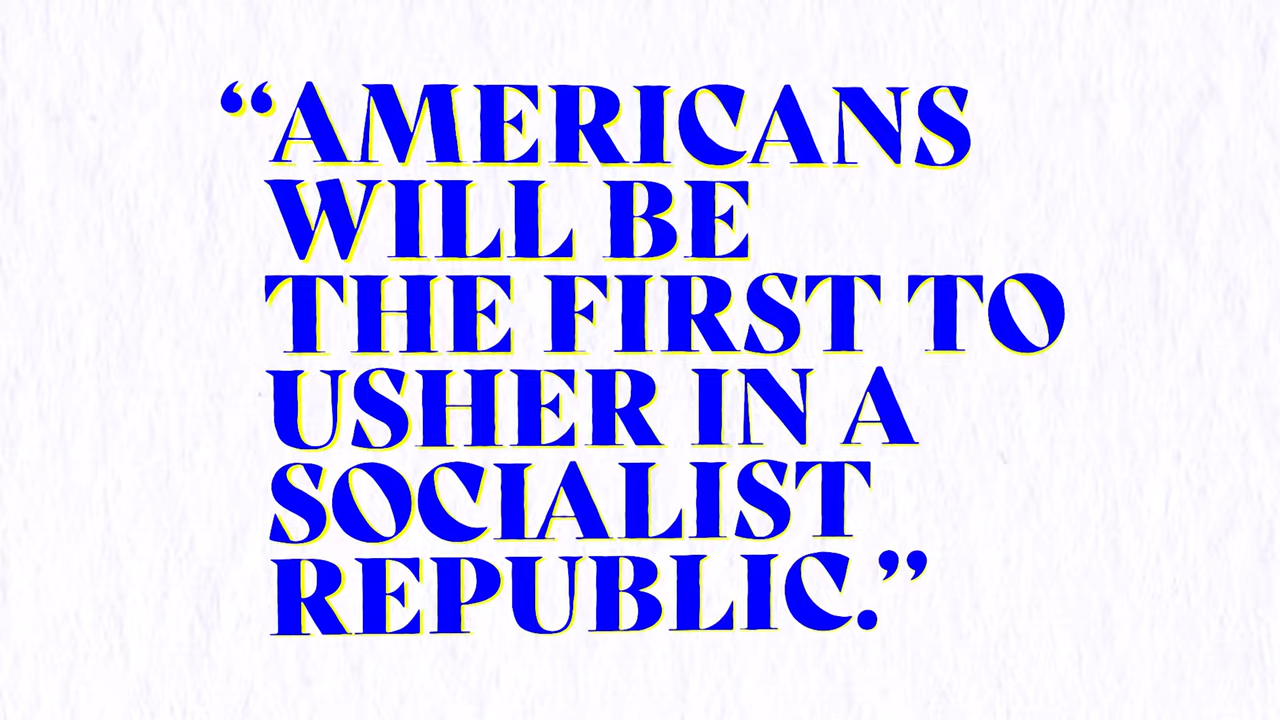 “AMERICANS
WILL BE
THE FIRST TO
USHER IN A
SOCIALIST
REPUBLIC.”